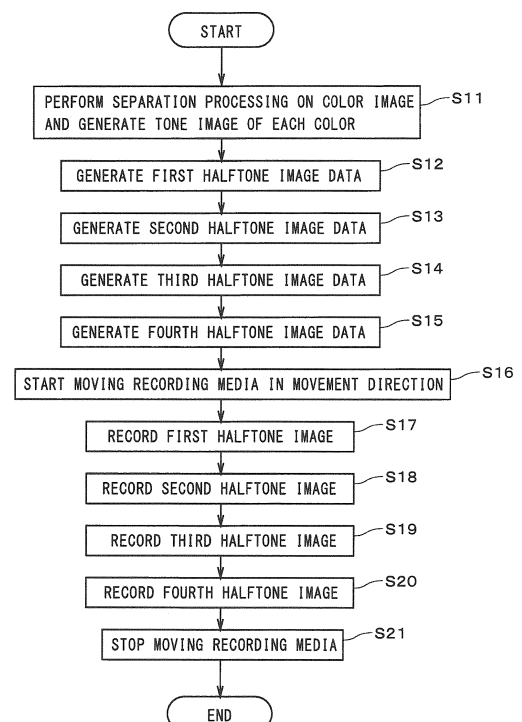 START
PERFORM SEPARATION PROCESSING ON COLOR IMAGE
AND GENERATE TONE IMAGE OF EACH COLOR
S11
GENERATE FIRST HALFTONE IMAGE DATA
S12
GENERATE SECOND HALFTONE IMAGE DATA
S13
GENERATE THIRD HALFTONE IMAGE DATA
S14
GENERATE FOURTH HALFTONE IMAGE DATA
S15
START MOVING RECORDING MEDIA IN MOVEMENT DIRECTION
S16
RECORD FIRST HALFTONE IMAGE
S17
RECORD SECOND HALFTONE IMAGE
S18
RECORD THIRD HALFTONE IMAGE
S19
RECORD FOURTH HALFTONE IMAGE
S20
STOP MOVING RECORDING MEDIA
S21
END